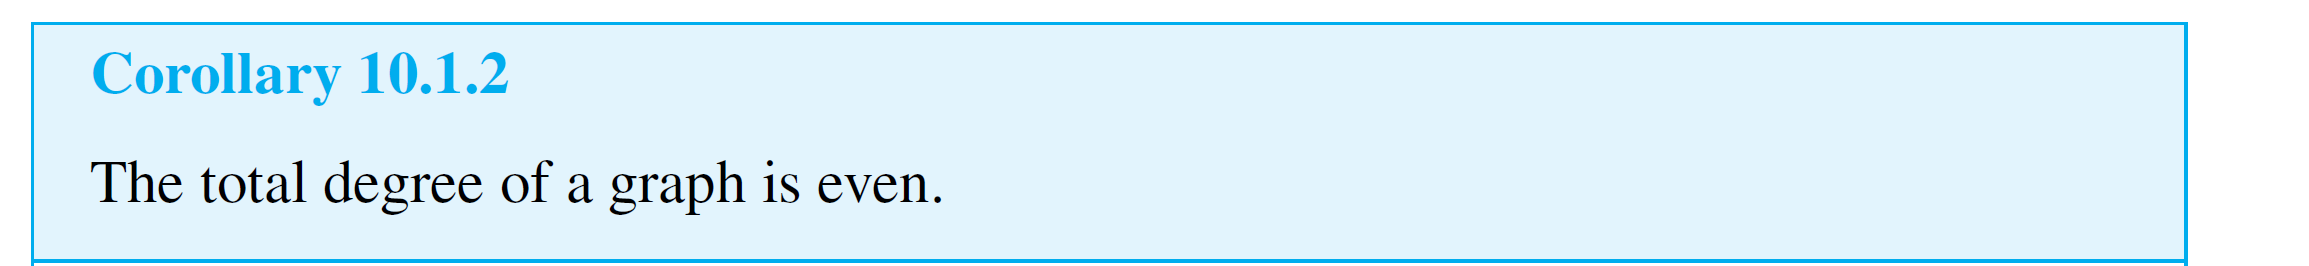 Corollary 10.1.2
The total degree of a graph is even.